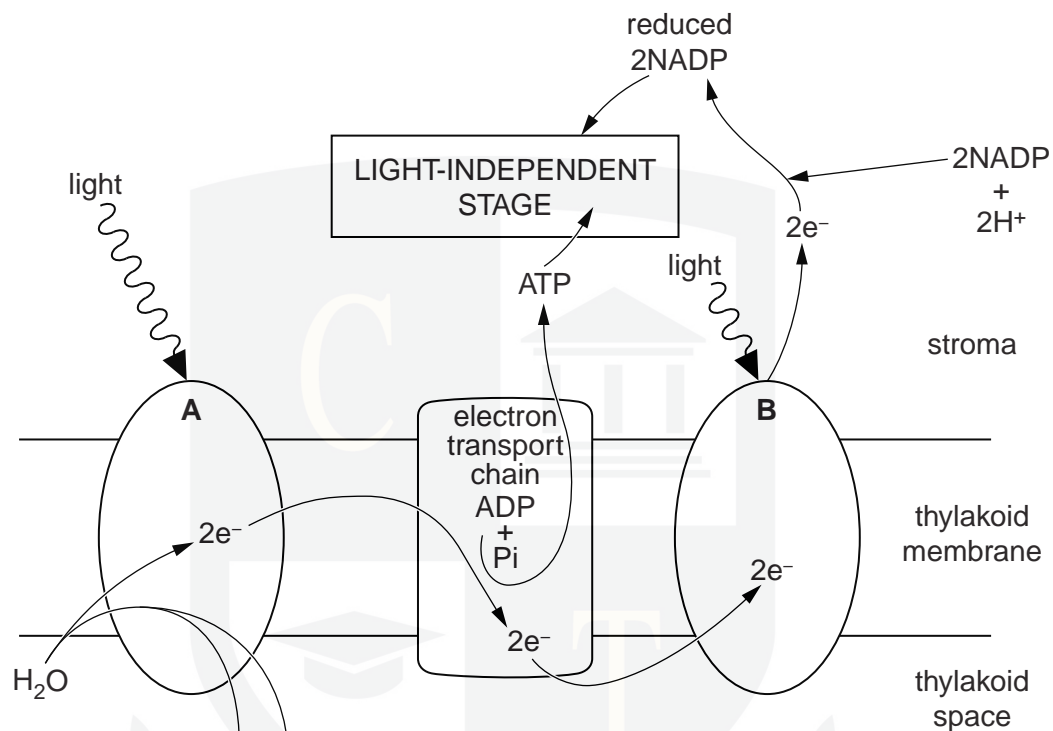 reduced
2NADP
LIGHT-INDEPENDENT
STAGE
light
2NADP
+
2H⁺
2e⁻
light
ATP
stroma
A
B
electron
transport
chain
ADP
+
Pi
2e⁻
thylakoid
membrane
2e⁻
2e⁻
H₂O
thylakoid
space
C
T